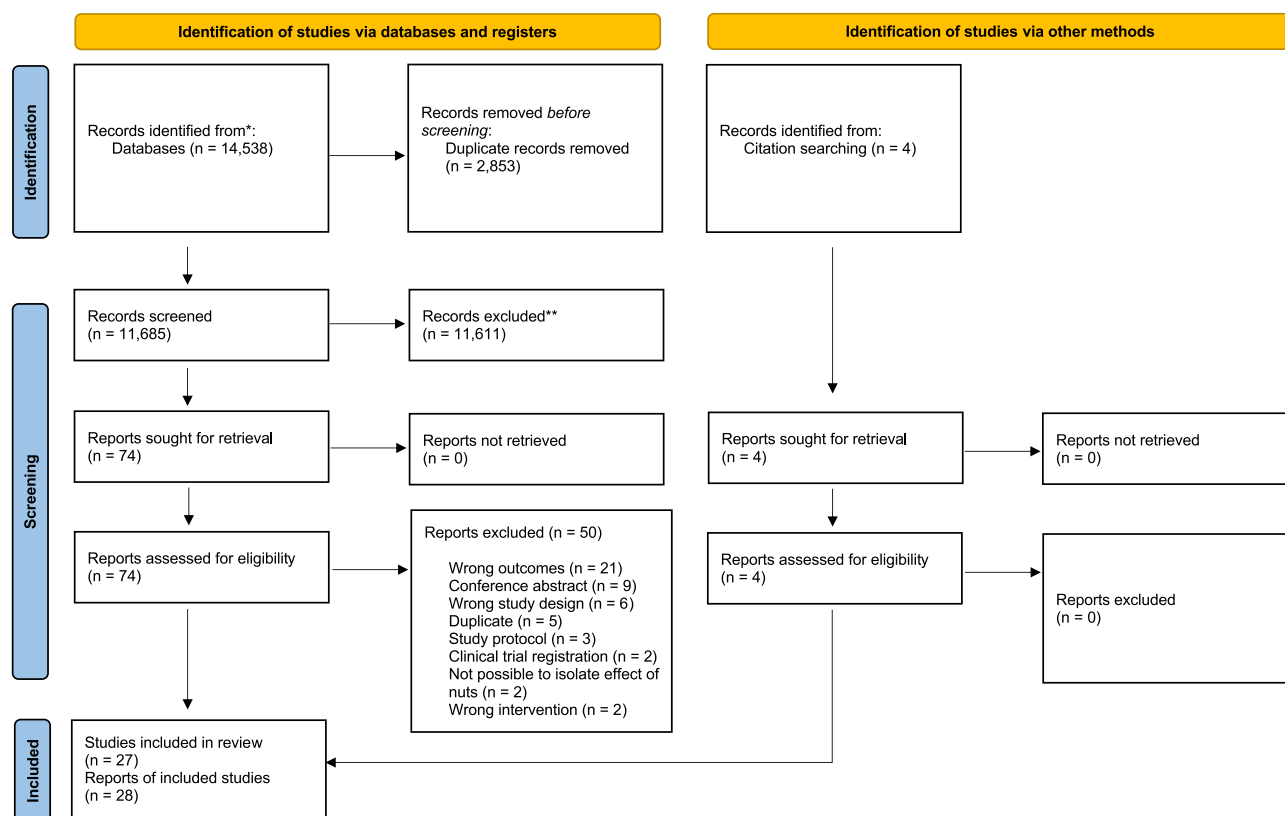 Identification of studies via databases and registers
Identification of studies via other methods
Identification
Records identified from*:
Databases (n = 14,538)
Records removed before
screening:
Duplicate records removed
(n = 2,853)
Records identified from:
Citation searching (n = 4)
Screening
Records screened
(n = 11,685)
Records excluded**
(n = 11,611)
Reports sought for retrieval
(n = 74)
Reports not retrieved
(n = 0)
Reports sought for retrieval
(n = 4)
Reports not retrieved
(n = 0)
Reports assessed for eligibility
(n = 74)
Reports excluded (n = 50)
Wrong outcomes (n = 21)
Conference abstract (n = 9)
Wrong study design (n = 6)
Duplicate (n = 5)
Study protocol (n = 3)
Clinical trial registration (n = 2)
Not possible to isolate effect of
nuts (n = 2)
Wrong intervention (n = 2)
Reports assessed for eligibility
(n = 4)
Reports excluded
(n = 0)
Included
Studies included in review
(n = 27)
Reports of included studies
(n = 28)